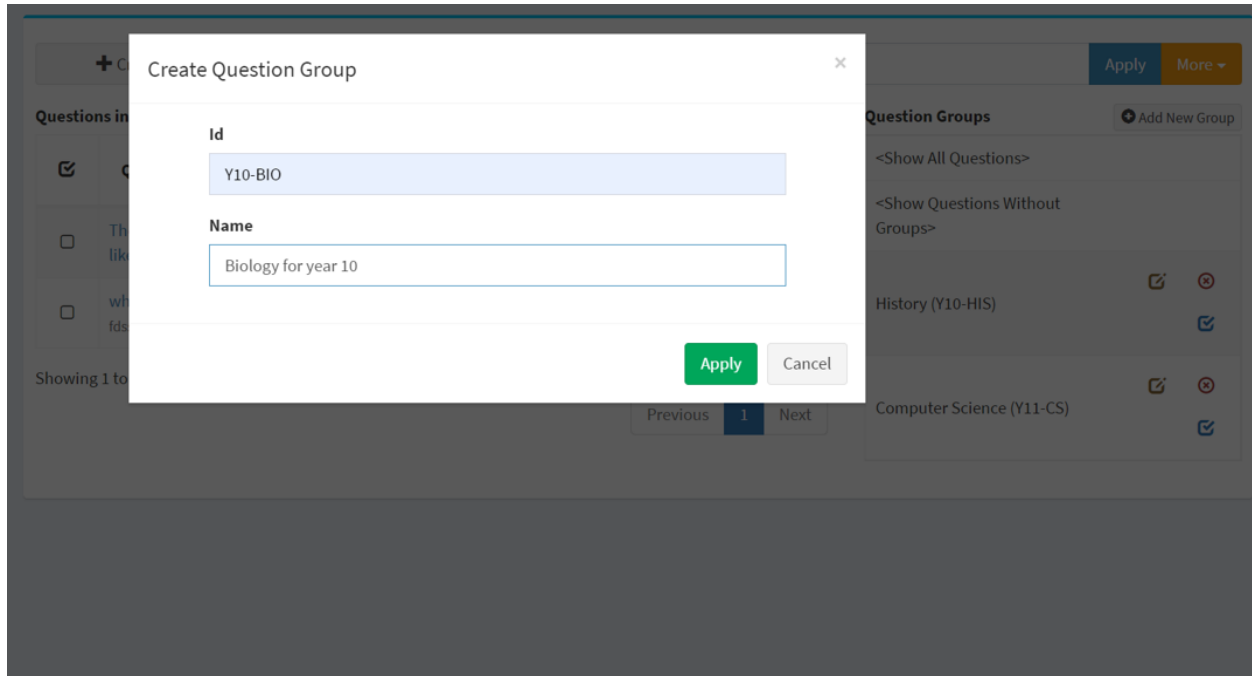 Create Question Group
×
Id
Y10-BIO
Name
Biology for year 10
Apply Cancel
Apply More
Questions in
Question Groups
Add New Group
<Show All Questions>
<Show Questions Without
Groups>
History (Y10-HIS)
Computer Science (Y11-CS)
Showing 1 to
Previous 1 Next